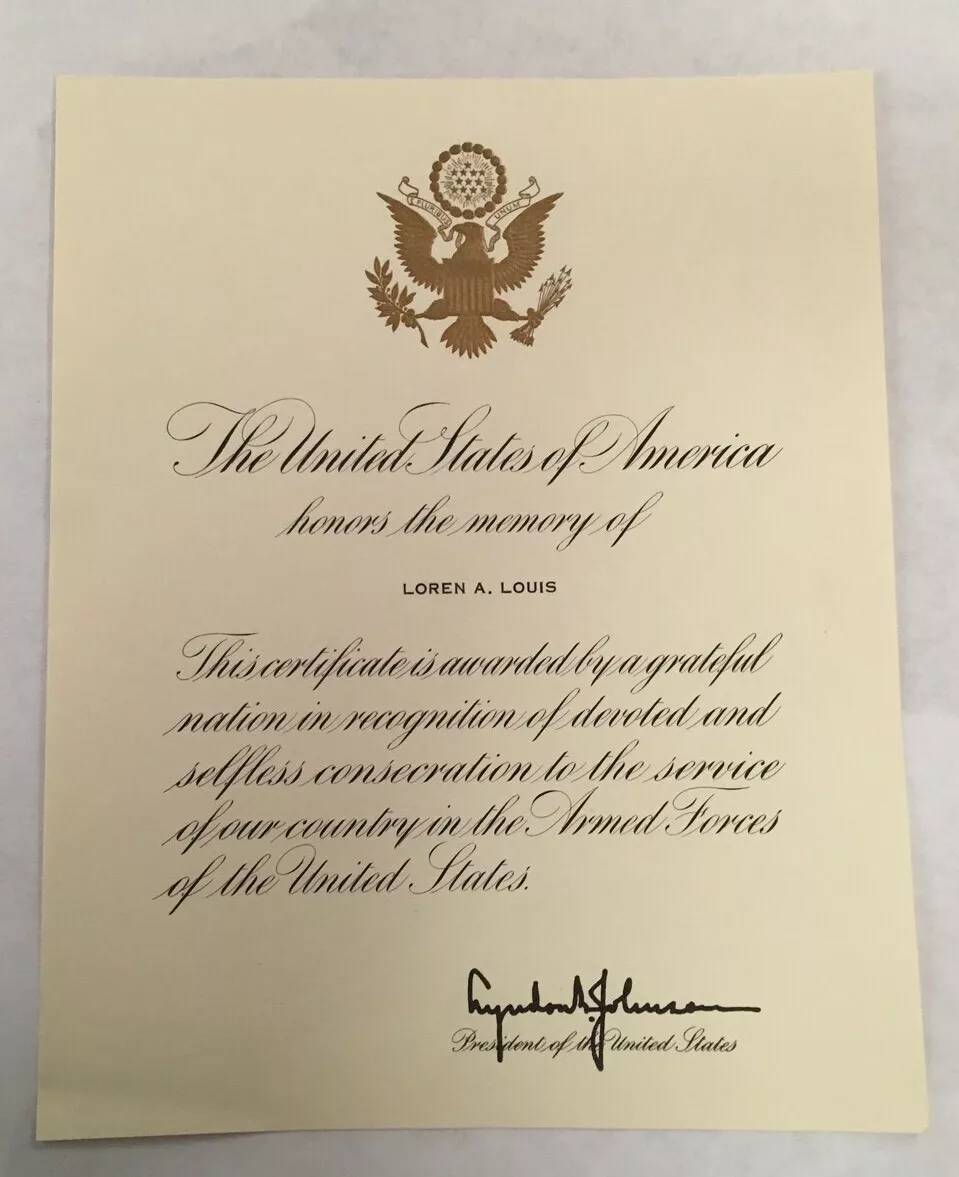 PLURIBUS UNUM
The United States of America
honors the memory of
LOREN A. LOUIS
This certificate is awarded by a grateful
nation in recognition of devoted and
selfless consecration to the service
of our country in the Armed Forces
of the United States.
Lyndon B. Johnson
President of the United States